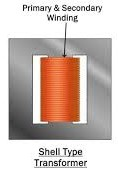 Primary & Secondary
Winding
Shell Type
Transformer